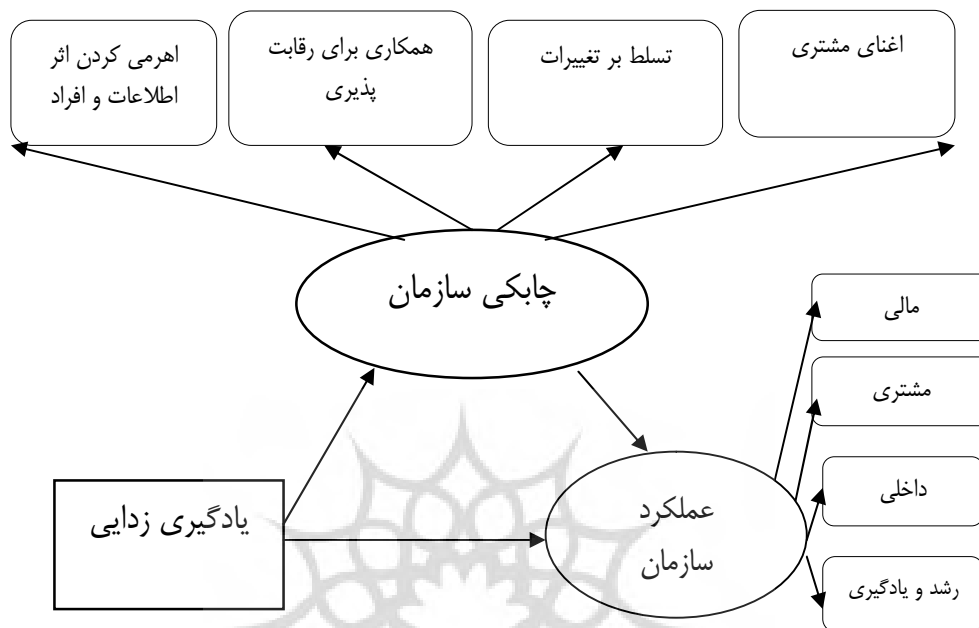 اغنای مشتری
تسلط بر تغییرات
همکاری برای رقابت
پذیری
اهرمی کردن اثر
اطلاعات و افراد
چابکی سازمان
مالی
مشتری
داخلی
رشد و یادگیری
عملکرد
سازمان
یادگیری زدایی